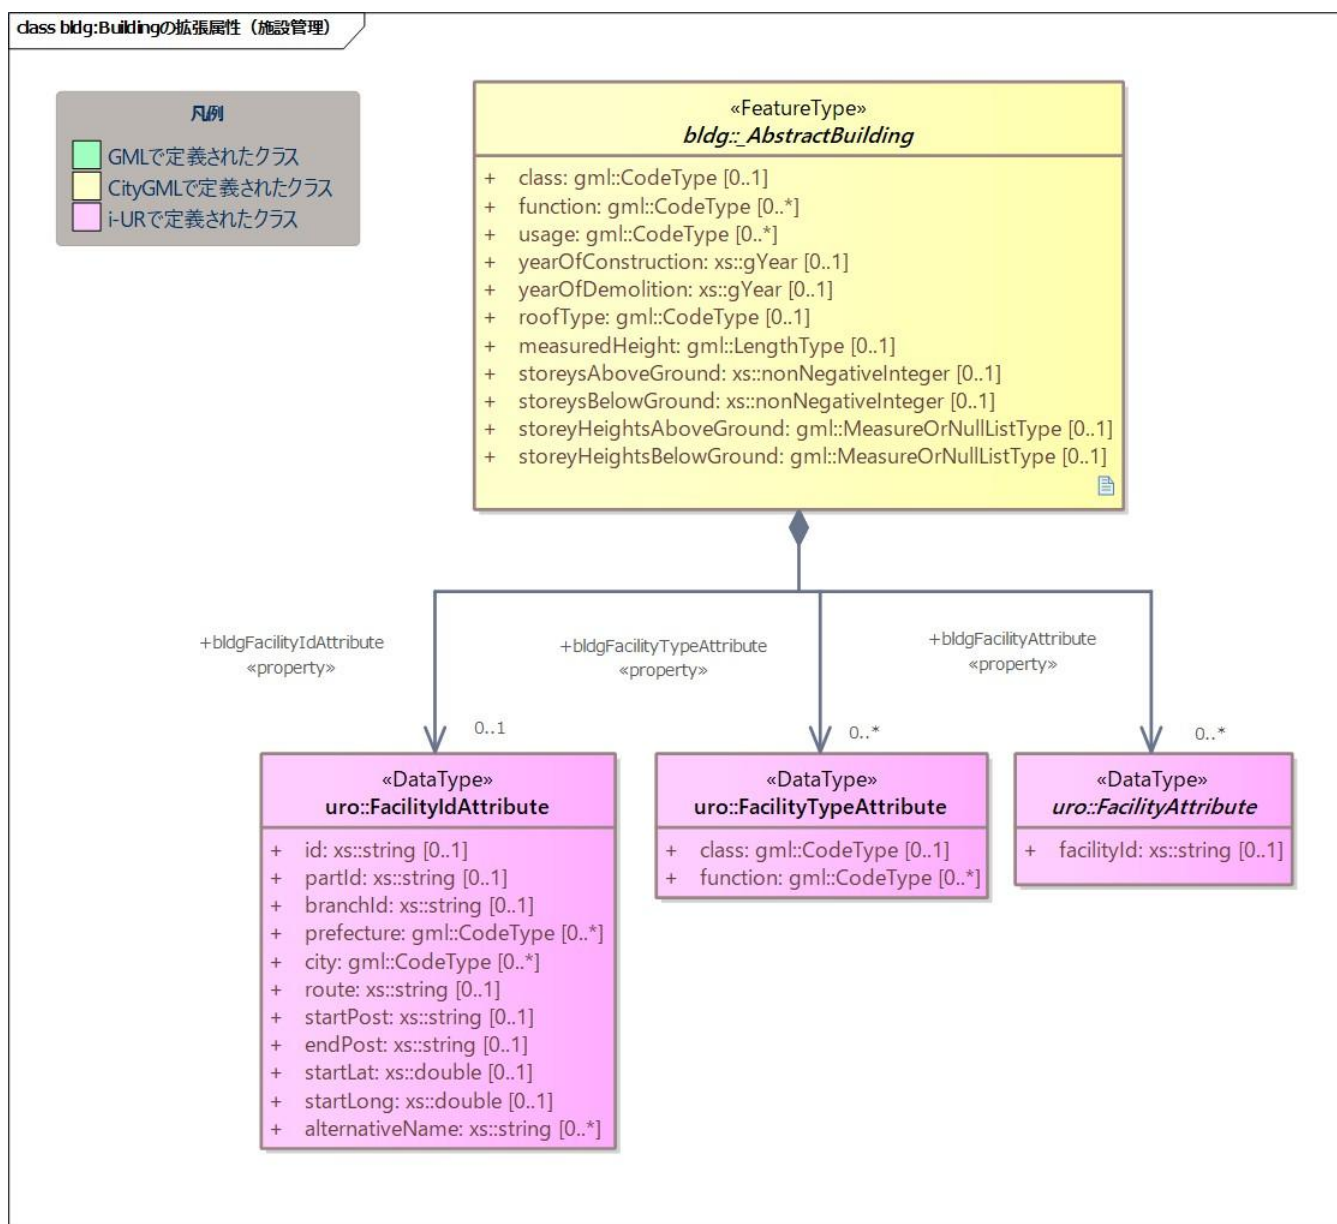 class bldg:Buildingの拡張属性（施設管理）
凡例
GMLで定義されたクラス
CityGMLで定義されたクラス
i-URで定義されたクラス
«FeatureType»
bldg::_AbstractBuilding
+ class: gml::CodeType [0..1]
+ function: gml::CodeType [0..*]
+ usage: gml::CodeType [0..*]
+ yearOfConstruction: xs::gYear [0..1]
+ yearOfDemolition: xs::gYear [0..1]
+ roofType: gml::CodeType [0..1]
+ measuredHeight: gml::LengthType [0..1]
+ storeysAboveGround: xs::nonNegativeInteger [0..1]
+ storeysBelowGround: xs::nonNegativeInteger [0..1]
+ storeyHeightsAboveGround: gml::MeasureOrNullListType [0..1]
+ storeyHeightsBelowGround: gml::MeasureOrNullListType [0..1]
+bldgFacilityIdAttribute
«property»
0..1
+bldgFacilityTypeAttribute
«property»
0..*
+bldgFacilityAttribute
«property»
0..*
«DataType»
uro::FacilityIdAttribute
+ id: xs::string [0..1]
+ partId: xs::string [0..1]
+ branchId: xs::string [0..1]
+ prefecture: gml::CodeType [0..*]
+ city: gml::CodeType [0..*]
+ route: xs::string [0..1]
+ startPost: xs::string [0..1]
+ endPost: xs::string [0..1]
+ startLat: xs::double [0..1]
+ startLong: xs::double [0..1]
+ alternativeName: xs::string [0..*]
«DataType»
uro::FacilityTypeAttribute
+ class: gml::CodeType [0..1]
+ function: gml::CodeType [0..*]
«DataType»
uro::FacilityAttribute
+ facilityId: xs::string [0..1]